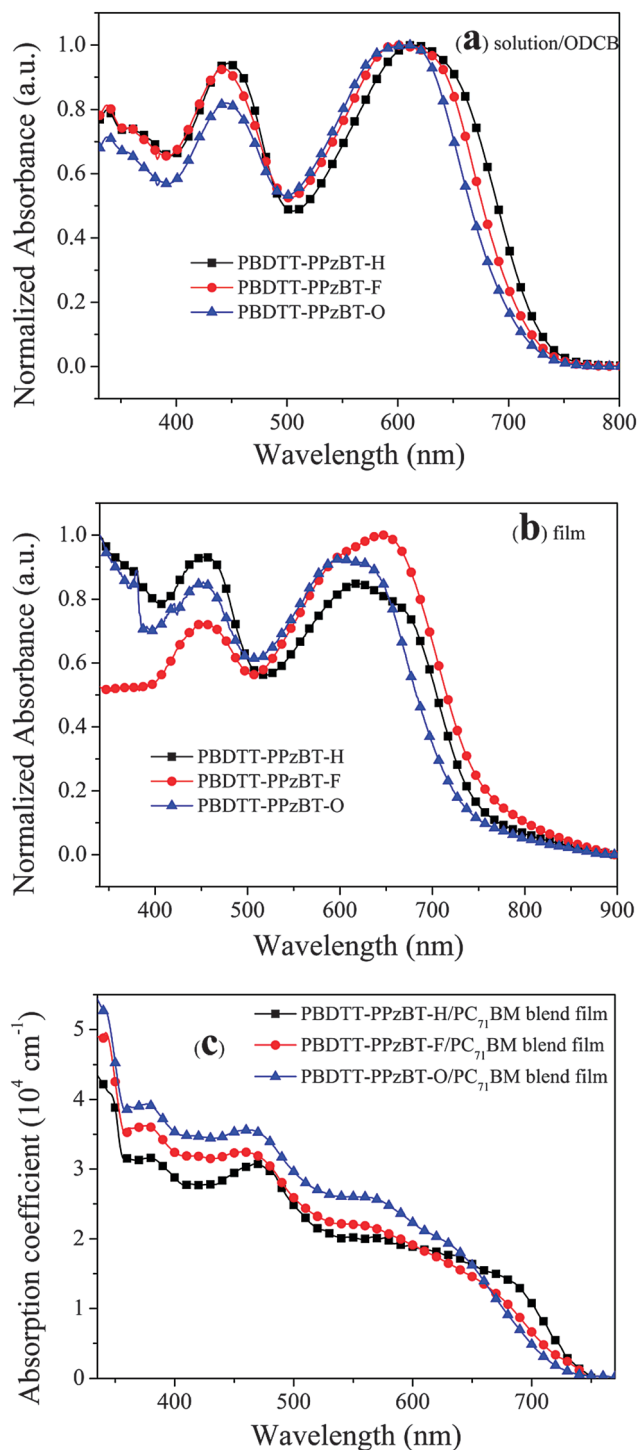 (a) solution/ODCB
Normalized Absorbance (a.u.)
1.0
0.8
0.6
0.4
0.2
0.0
PBDTT-PPzBT-H
PBDTT-PPzBT-F
PBDTT-PPzBT-O
400 500 600 700 800
Wavelength (nm)
(b) film
Normalized Absorbance (a.u.)
1.0
0.8
0.6
0.4
0.2
0.0
PBDTT-PPzBT-H
PBDTT-PPzBT-F
PBDTT-PPzBT-O
400 500 600 700 800 900
Wavelength (nm)
(c)
PBDTT-PPzBT-H/PC71BM blend film
PBDTT-PPzBT-F/PC71BM blend film
PBDTT-PPzBT-O/PC71BM blend film
Absorption coefficient (10⁴ cm⁻¹)
5
4
3
2
1
0
400 500 600 700
Wavelength (nm)